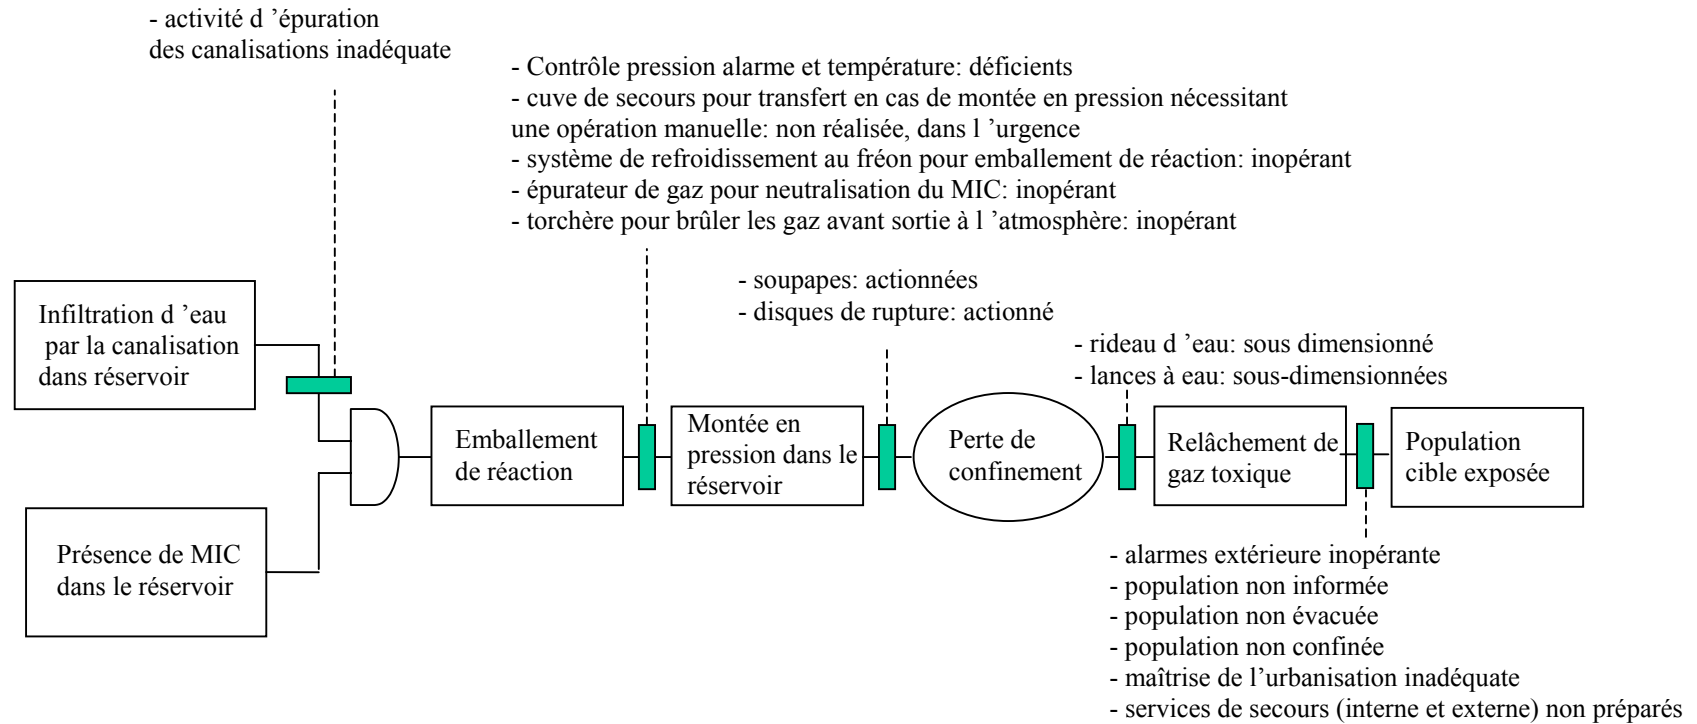 - activité d ’épuration
des canalisations inadéquate
- Contrôle pression alarme et température: déficients
- cuve de secours pour transfert en cas de montée en pression nécessitant
une opération manuelle: non réalisée, dans l ’urgence
- système de refroidissement au fréon pour emballement de réaction: inopérant
- épurateur de gaz pour neutralisation du MIC: inopérant
- torchère pour brûler les gaz avant sortie à l ’atmosphère: inopérant
- soupapes: actionnées
- disques de rupture: actionné
- rideau d ’eau: sous dimensionné
- lances à eau: sous-dimensionnées
Infiltration d ’eau
par la canalisation
dans réservoir
Présence de MIC
dans le réservoir
Emballement
de réaction
Montée en
pression dans le
réservoir
Perte de
confinement
Relâchement de
gaz toxique
Population
cible exposée
- alarmes extérieure inopérante
- population non informée
- population non évacuée
- population non confinée
- maîtrise de l’urbanisation inadéquate
- services de secours (interne et externe) non préparés